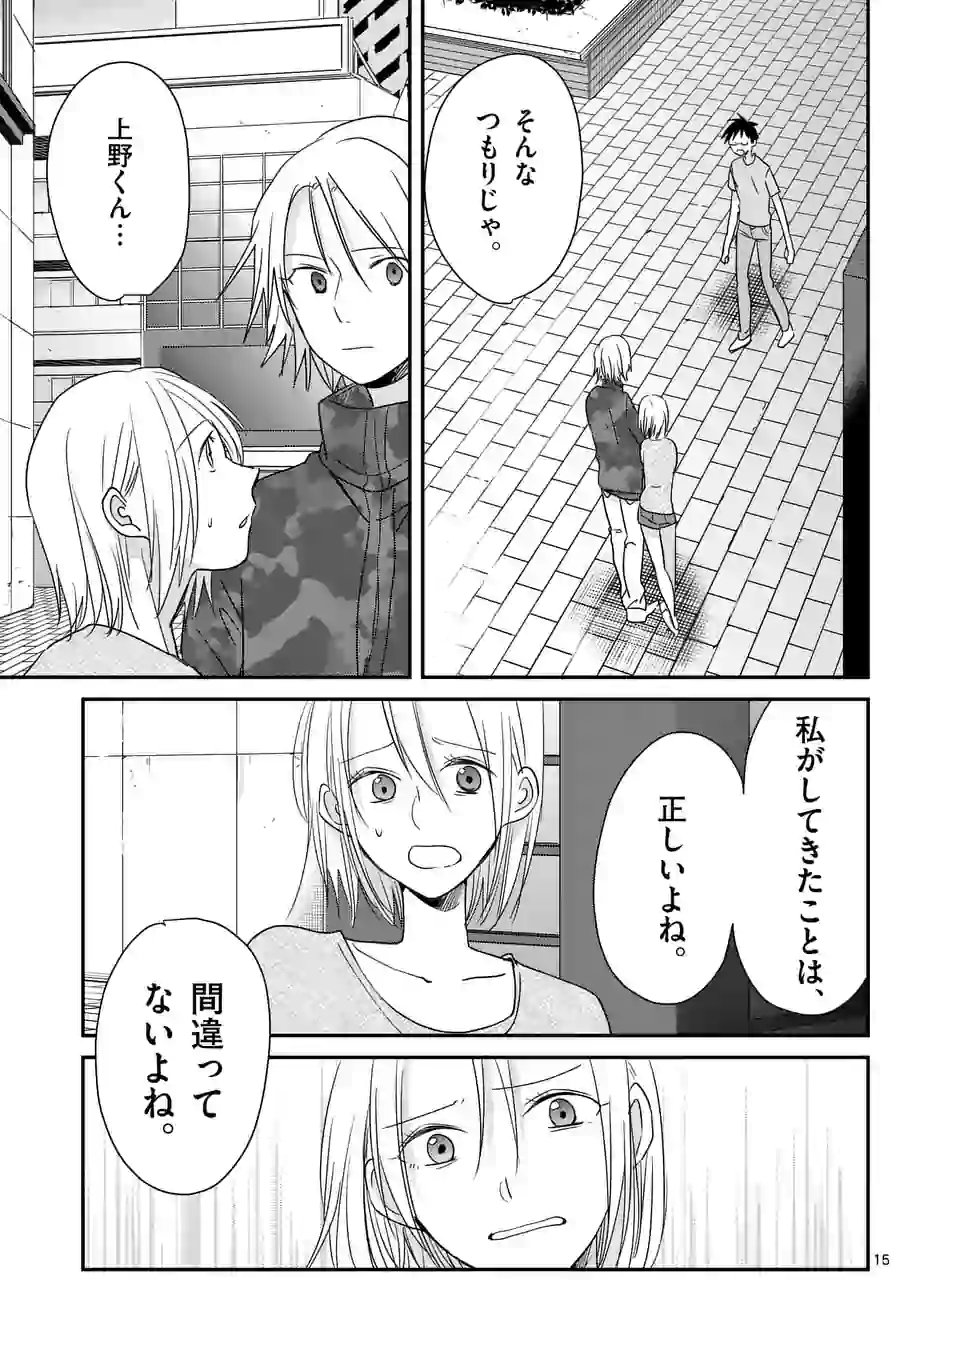 そんな
つもりじゃ。
上野くん…
私がしてきたことは、
正しいよね。
間違って
ないよね。
15